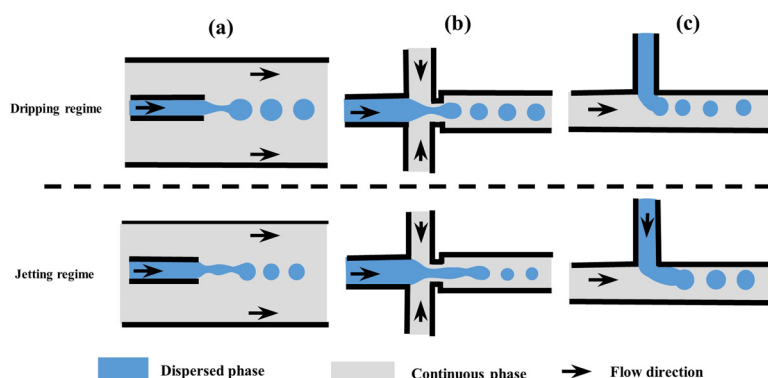 (a)
(b)
(c)
Dripping regime
Jetting regime
Dispersed phase
Continuous phase
Flow direction